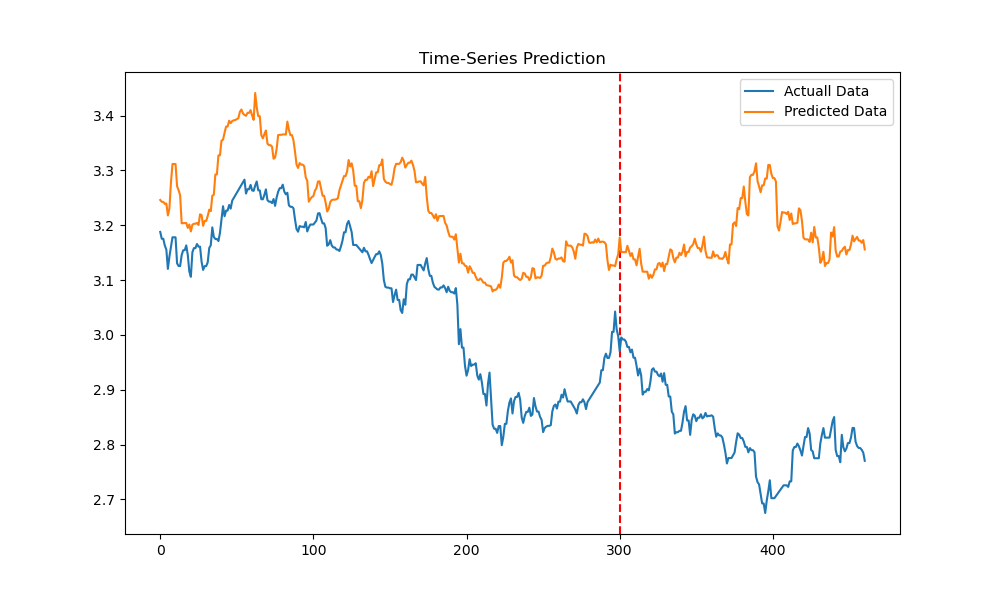 Time-Series Prediction
Actuall Data
Predicted Data
3.4
3.3
3.2
3.1
3.0
2.9
2.8
2.7
0 100 200 300 400